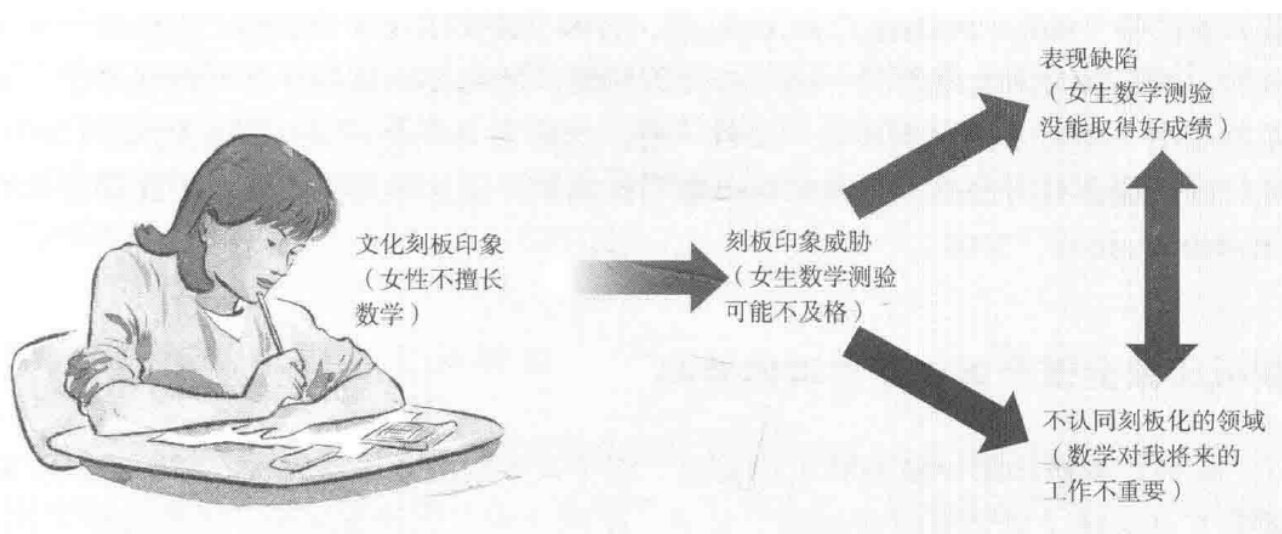 文化刻板印象
（女性不擅长
数学）
刻板印象威胁
（女生数学测验
可能不及格）
表现缺陷
（女生数学测验
没能取得好成绩）
不认同刻板化的领域
（数学对我将来的
工作不重要）